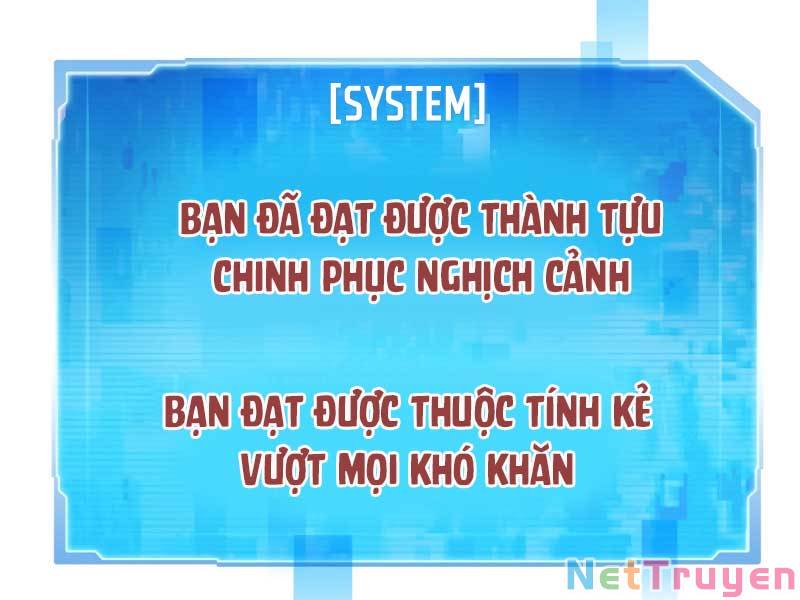 [SYSTEM]
BẠN ĐÃ ĐẠT ĐƯỢC THÀNH TỰU
CHINH PHỤC NGHỊCH CẢNH
BẠN ĐẠT ĐƯỢC THUỘC TÍNH KẺ
VƯỢT MỌI KHÓ KHĂN
NetTruyen